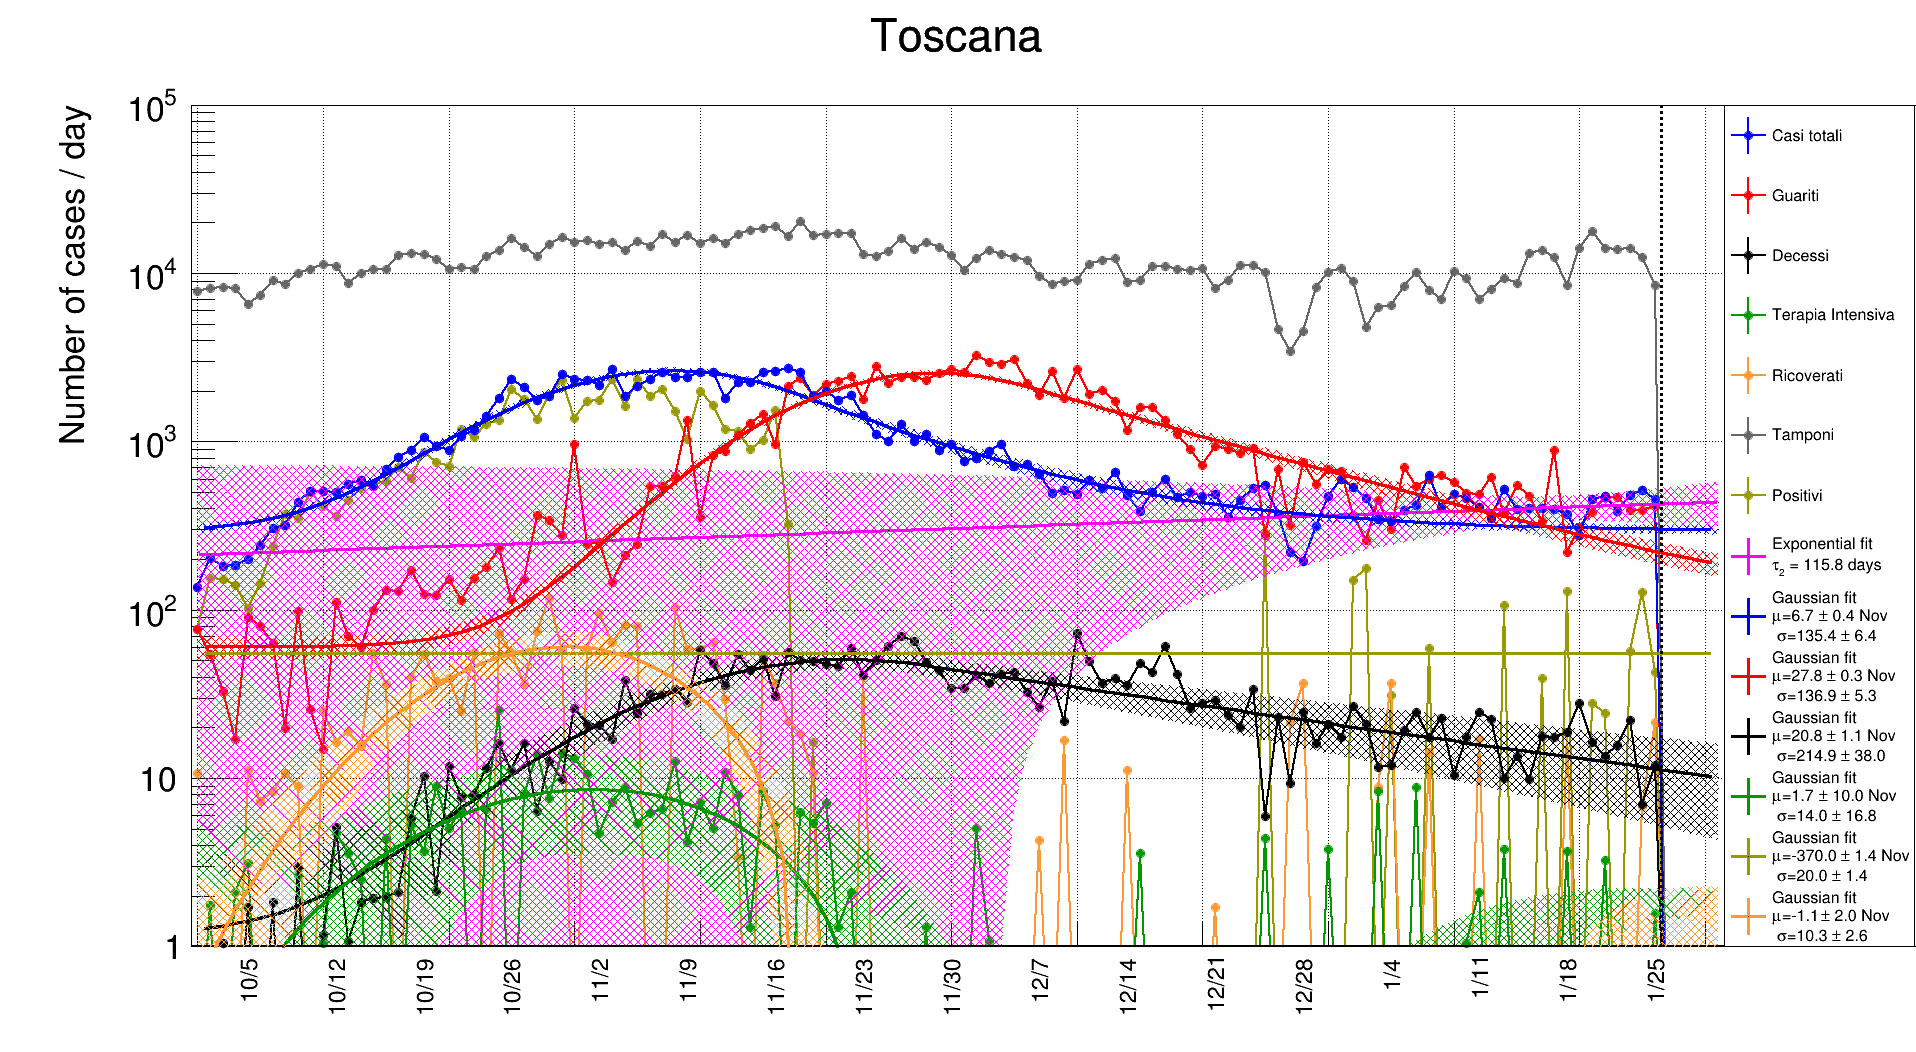 Toscana
Number of cases / day
10^5
10^4
10^3
10^2
10
1
10/5
10/12
10/19
10/26
11/2
11/9
11/16
11/23
11/30
12/7
12/14
12/21
12/28
1/4
1/11
1/18
1/25
Casi totali
Guariti
Decessi
Terapia Intensiva
Ricoverati
Tamponi
Positivi
Exponential fit
τ₂ = 115.8 days
Gaussian fit
μ=6.7 ± 0.4 Nov
σ=135.4 ± 6.4
Gaussian fit
μ=27.8 ± 0.3 Nov
σ=136.9 ± 5.3
Gaussian fit
μ=20.8 ± 1.1 Nov
σ=214.9 ± 38.0
Gaussian fit
μ=1.7 ± 10.0 Nov
σ=14.0 ± 16.8
Gaussian fit
μ=-370.0 ± 1.4 Nov
σ=20.0 ± 1.4
Gaussian fit
μ=-1.1 ± 2.0 Nov
σ=10.3 ± 2.6